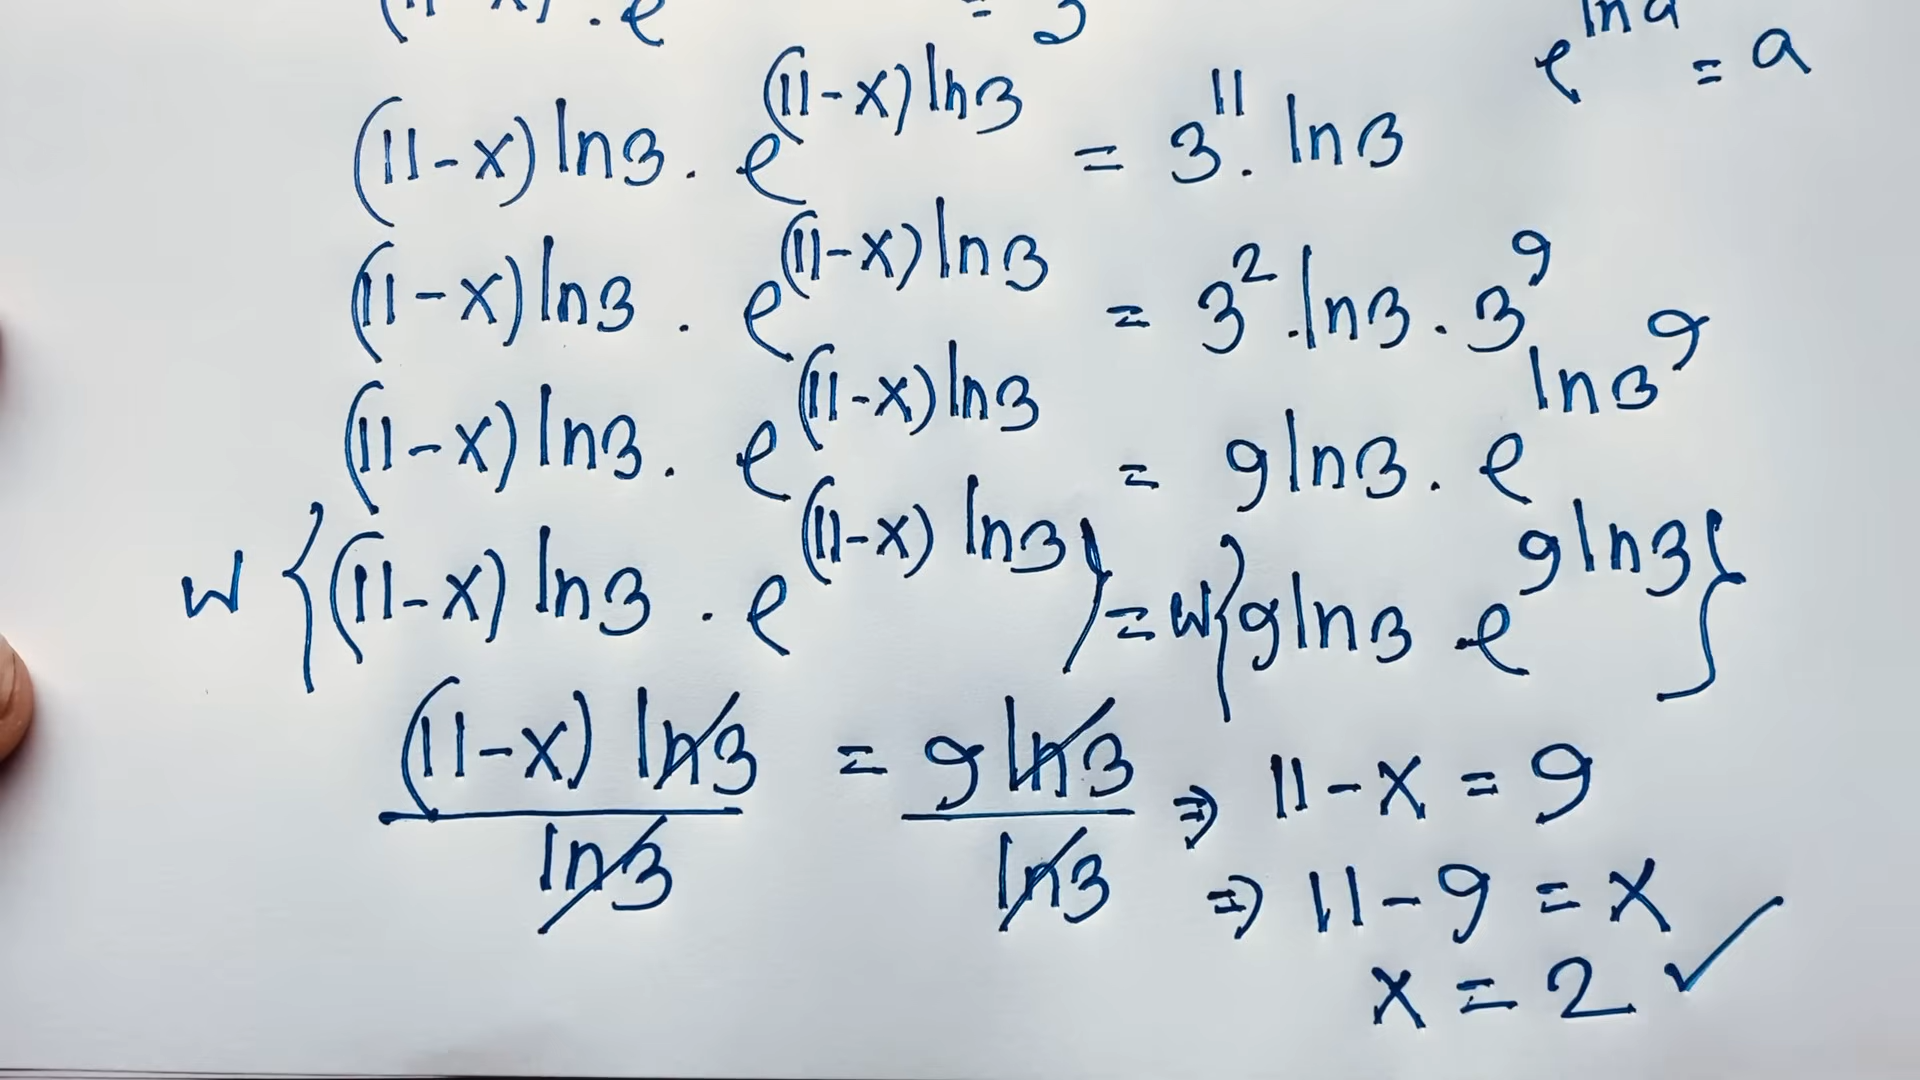 e^{ln a} = a
(11-x) ln3 . e^{(11-x) ln3} = 3^{11} . ln3
(11-x) ln3 . e^{(11-x) ln3} = 3^2 . ln3 . 3^9
(11-x) ln3 . e^{(11-x) ln3} = 9 ln3 . e^{ln3^9}
W {(11-x) ln3 . e^{(11-x) ln3}} = W{9 ln3 . e^{9 ln3}}
(11-x) ln3 / ln3 = 9 ln3 / ln3 ⇒ 11-x = 9
⇒ 11-9 = x
x = 2 ✓